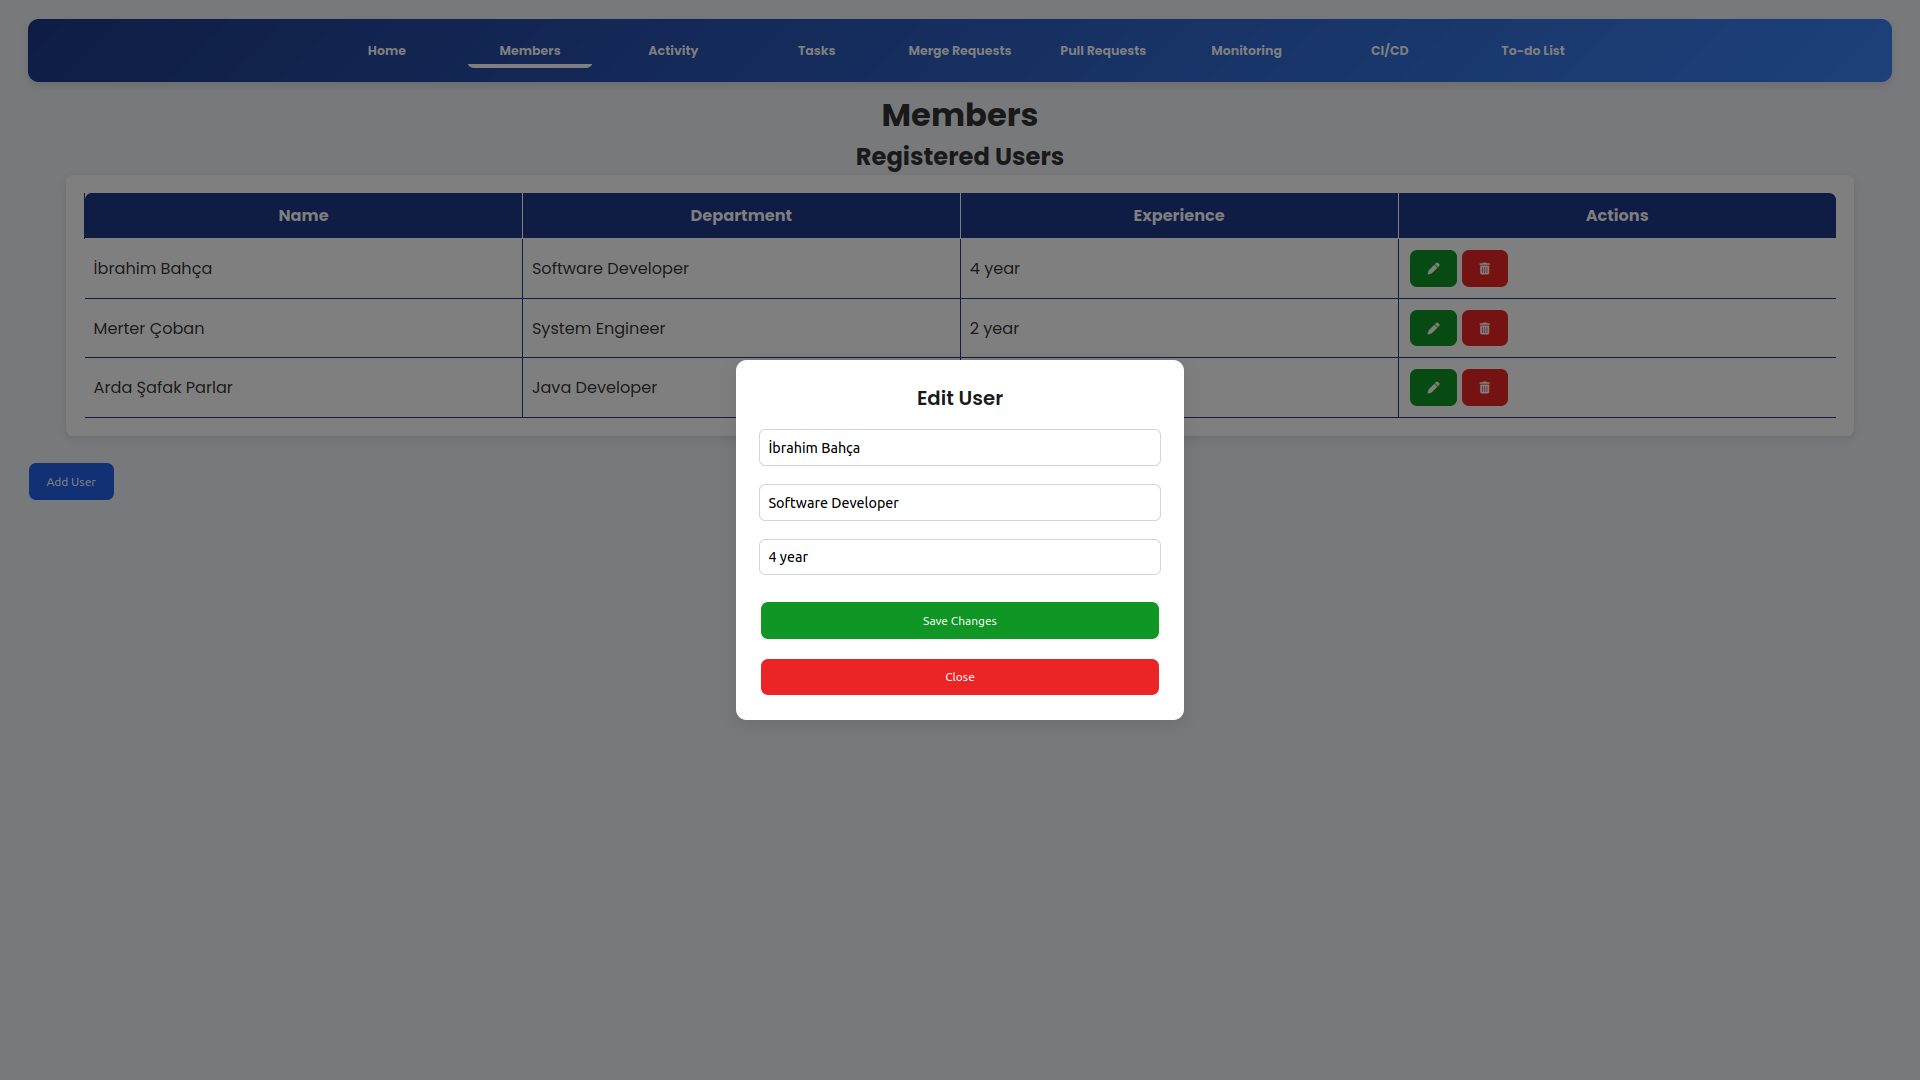 Home Members Activity Tasks Merge Requests Pull Requests Monitoring CI/CD To-do List
Members
Registered Users
Name Department Experience Actions
İbrahim Bahça Software Developer 4 year
Merter Çoban System Engineer 2 year
Arda Şafak Parlar Java Developer
Add User
Edit User
İbrahim Bahça
Software Developer
4 year
Save Changes
Close